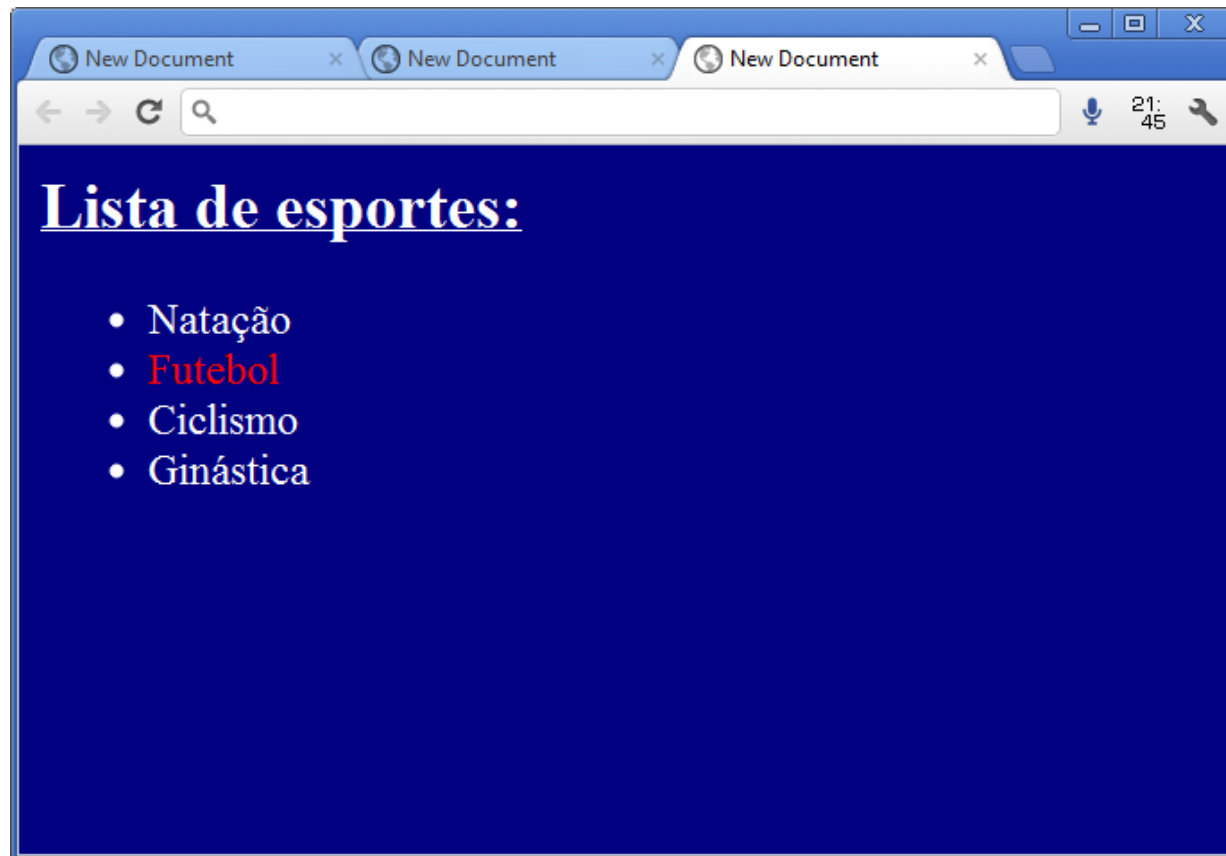 New Document
New Document
New Document
21:
45
Lista de esportes:
Natação
Futebol
Ciclismo
Ginástica